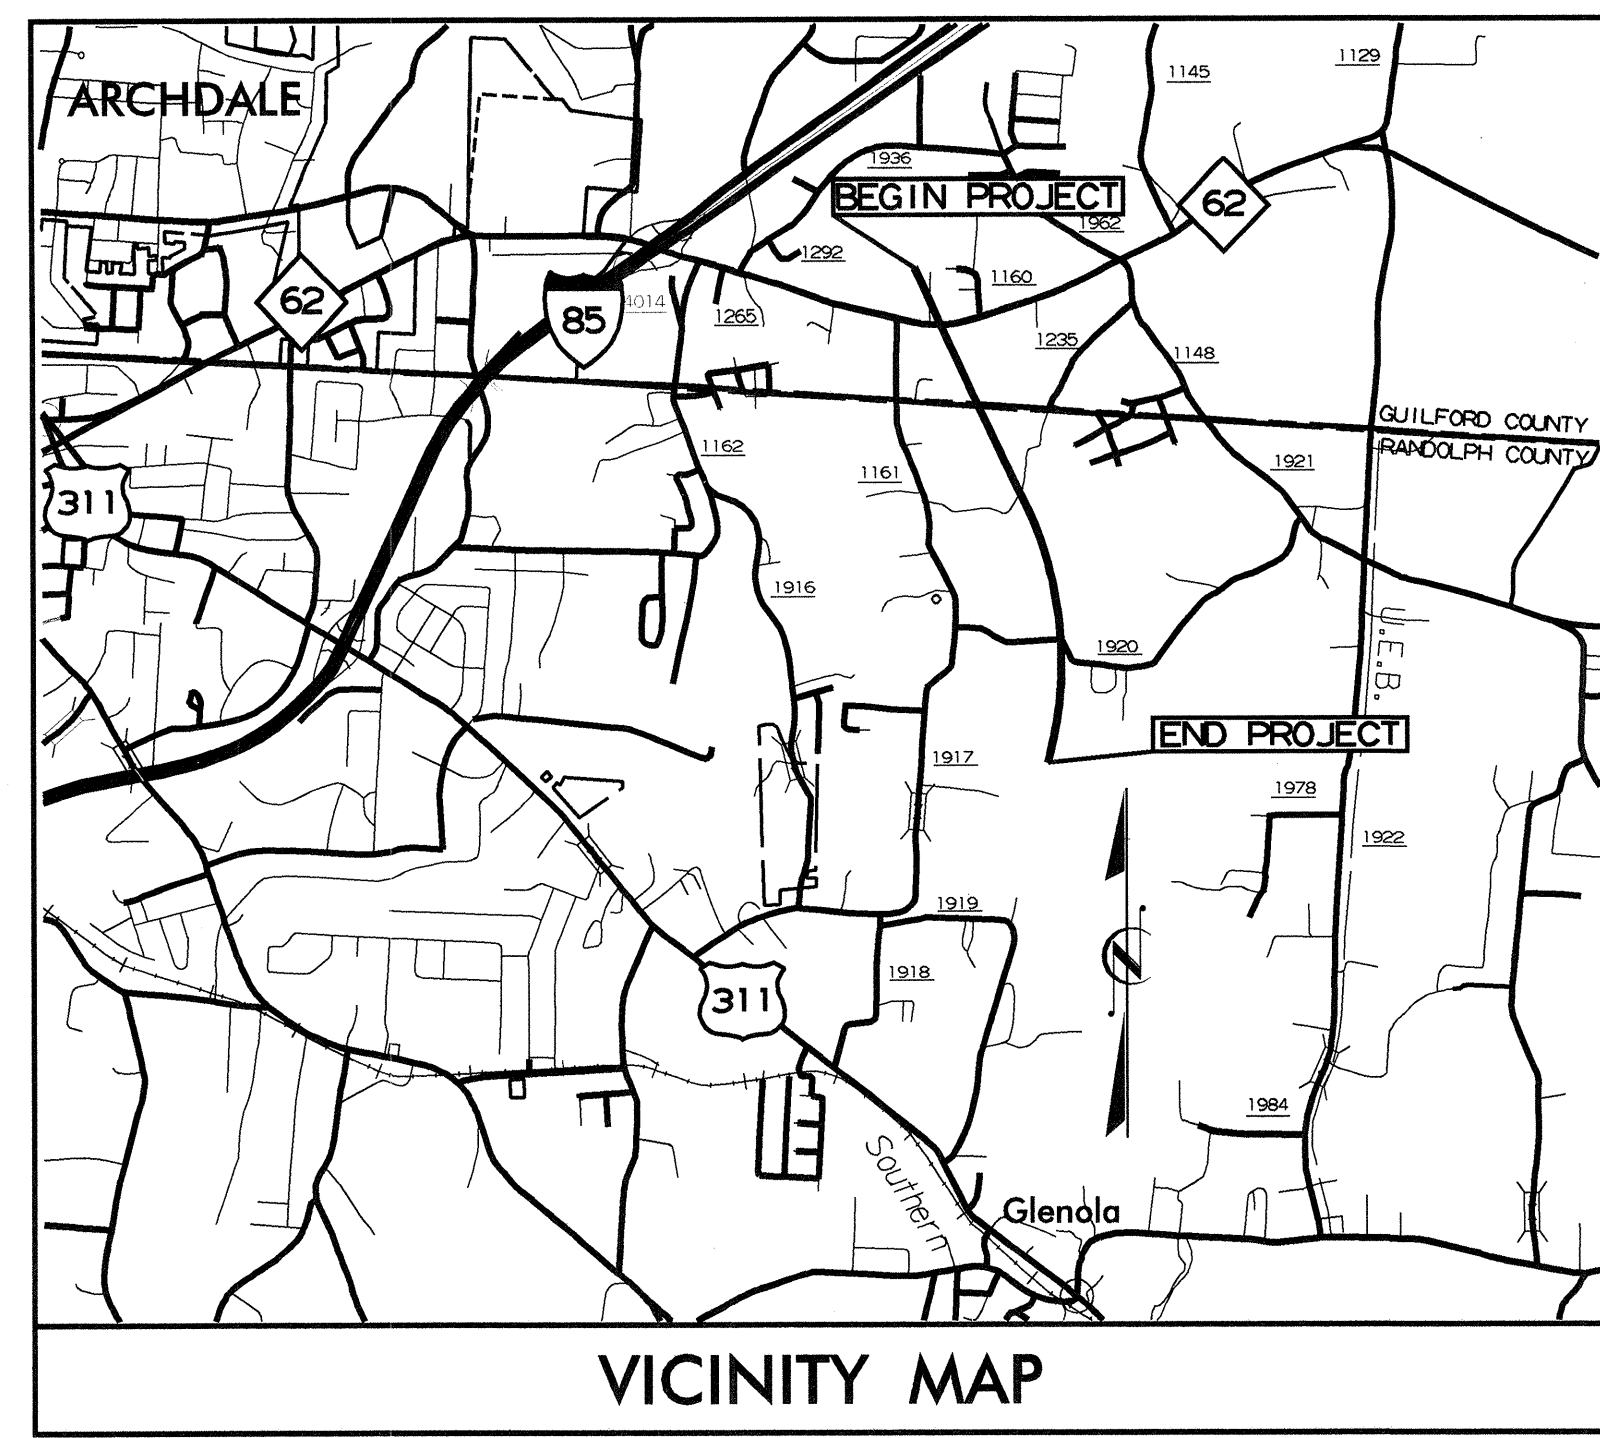 1129
1145
ARCHDALE
1936
BEGIN PROJECT
62
1962
1292
1160
62
4014
85
1265
1235
1148
GUILFORD COUNTY
RANDOLPH COUNTY
1162
1921
1161
311
1916
U.E.B.
1920
END PROJECT
1917
1978
1922
1919
N
1918
311
1984
Southern
Glenola
VICINITY MAP